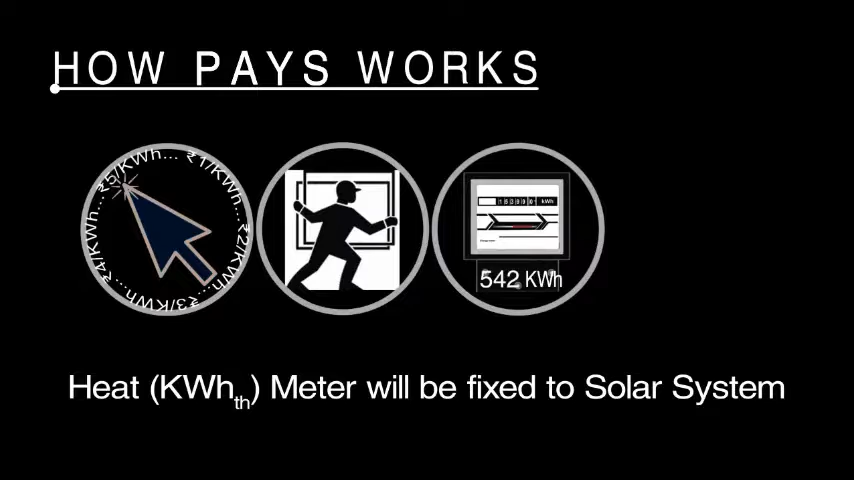 HOW PAYS WORKS
₹1/KWh... ₹2/KWh... ₹3/KWh... ₹4/KWh... ₹5/KWh...
kWh
542 KWh
Heat (KWhth) Meter will be fixed to Solar System